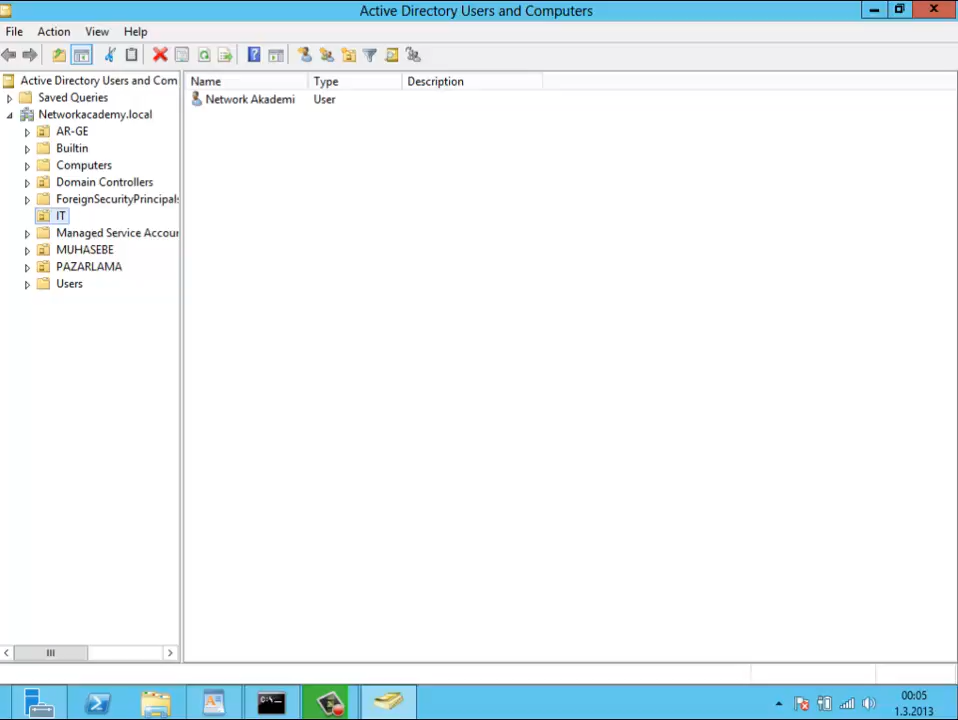 Active Directory Users and Computers
File Action View Help
Active Directory Users and Com
Saved Queries
Networkacademy.local
AR-GE
Builtin
Computers
Domain Controllers
ForeignSecurityPrincipals
IT
Managed Service Accour
MUHASEBE
PAZARLAMA
Users
Name Type Description
Network Akademi User
00:05
1.3.2013